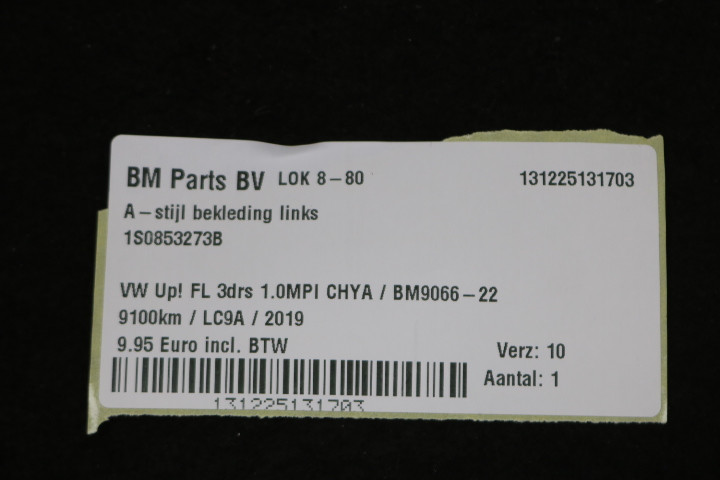 BM Parts BV LOK 8-80 131225131703
A-stijl bekleding links
1S0853273B
VW Up! FL 3drs 1.0MPI CHYA / BM9066-22
9100km / LC9A / 2019
9.95 Euro incl. BTW
Verz: 10
Aantal: 1
131225131703